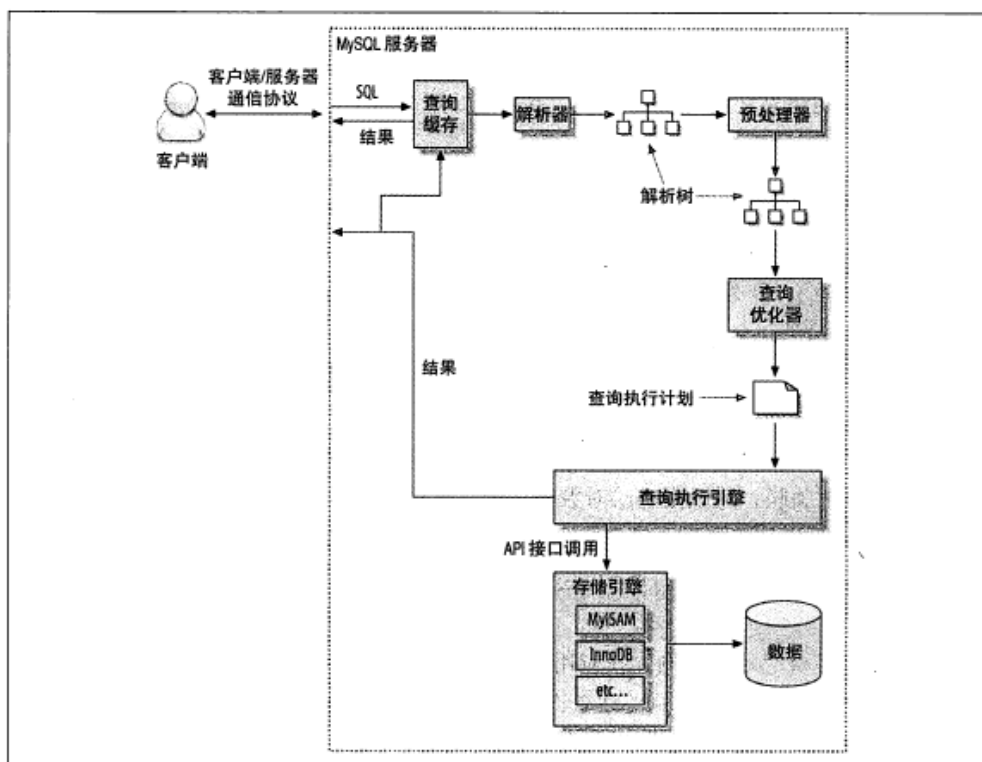 MySQL 服务器
客户端/服务器
通信协议
客户端
SQL
结果
查询
缓存
解析器
预处理器
解析树
查询
优化器
结果
查询执行计划
查询执行引擎
API 接口调用
存储引擎
MyISAM
InnoDB
etc...
数据